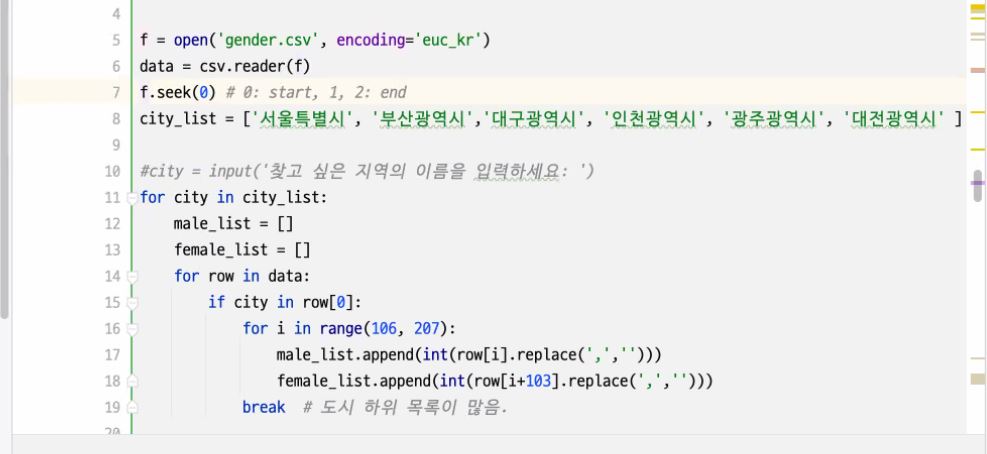 4
5 f = open('gender.csv', encoding='euc_kr')
6 data = csv.reader(f)
7 f.seek(0) # 0: start, 1, 2: end
8 city_list = ['서울특별시', '부산광역시','대구광역시', '인천광역시', '광주광역시', '대전광역시' ]
9
10 #city = input('찾고 싶은 지역의 이름을 입력하세요: ')
11 for city in city_list:
12     male_list = []
13     female_list = []
14     for row in data:
15         if city in row[0]:
16             for i in range(106, 207):
17                 male_list.append(int(row[i].replace(',','')))
18                 female_list.append(int(row[i+103].replace(',','')))
19             break  # 도시 하위 목록이 많음.
20